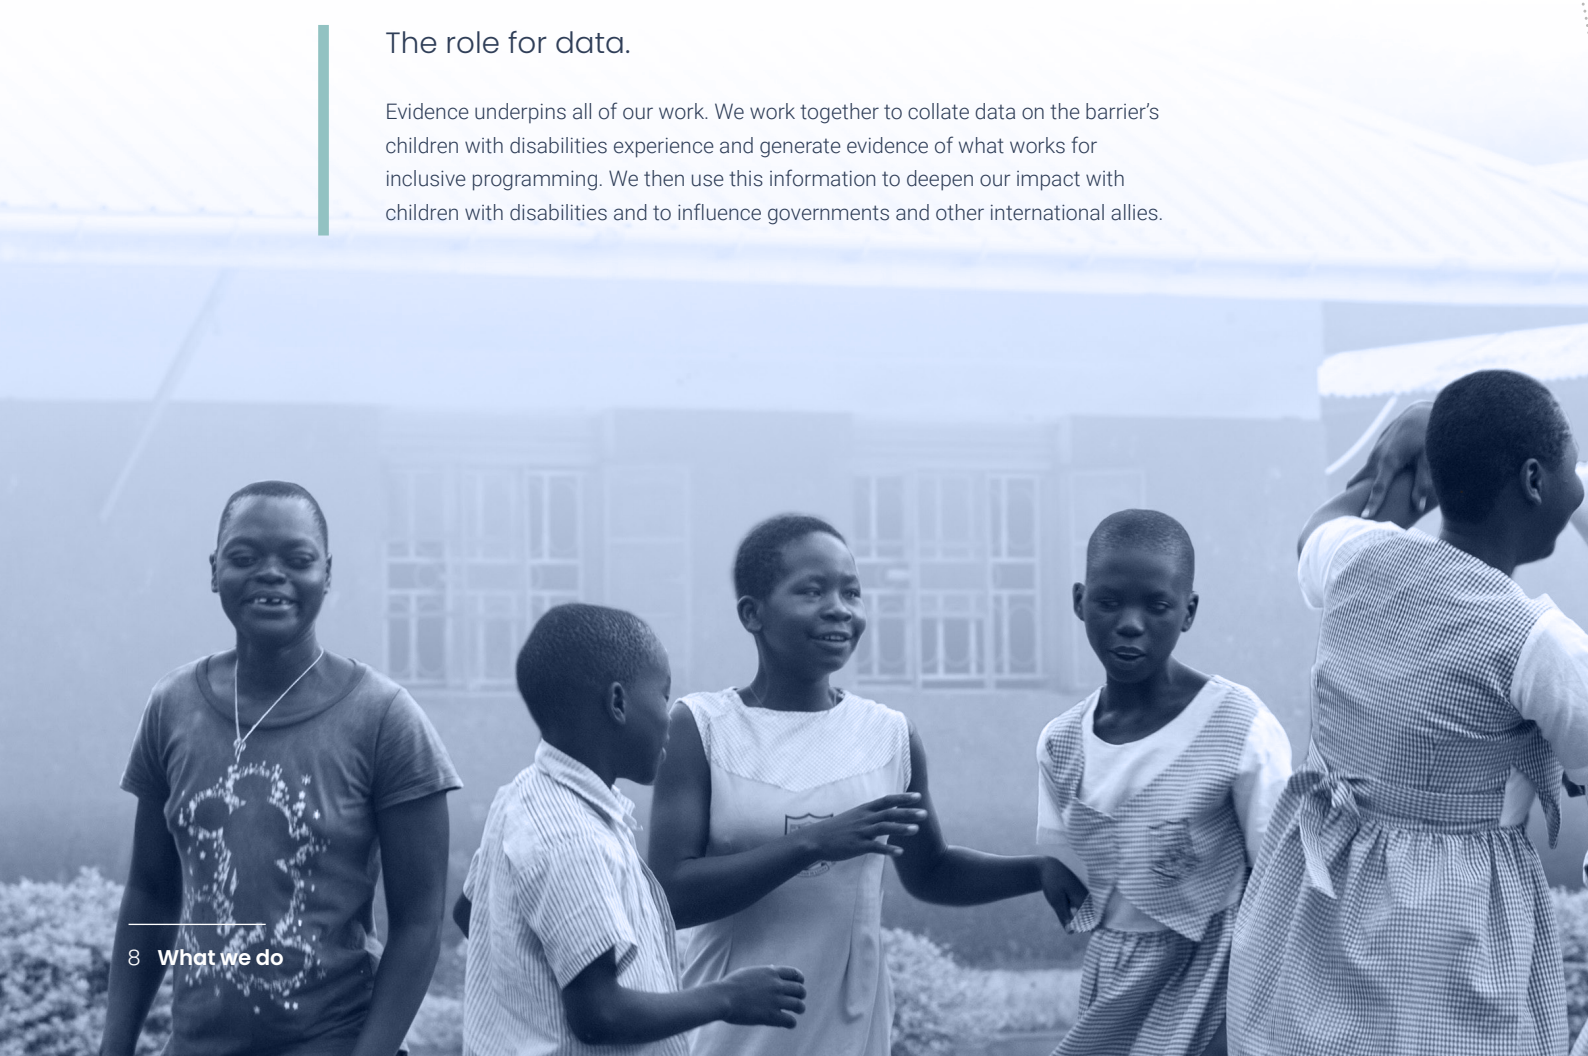 The role for data.
Evidence underpins all of our work. We work together to collate data on the barrier’s
children with disabilities experience and generate evidence of what works for
inclusive programming. We then use this information to deepen our impact with
children with disabilities and to influence governments and other international allies.
8 What we do